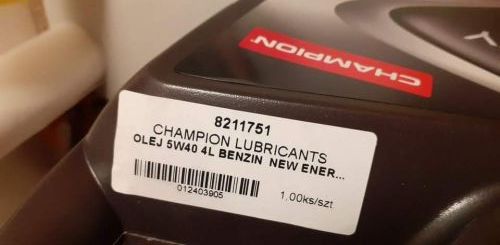 CHAMPION
8211751
CHAMPION LUBRICANTS
OLEJ 5W40 4L BENZIN NEW ENER...
012403905
1,00ks/szt